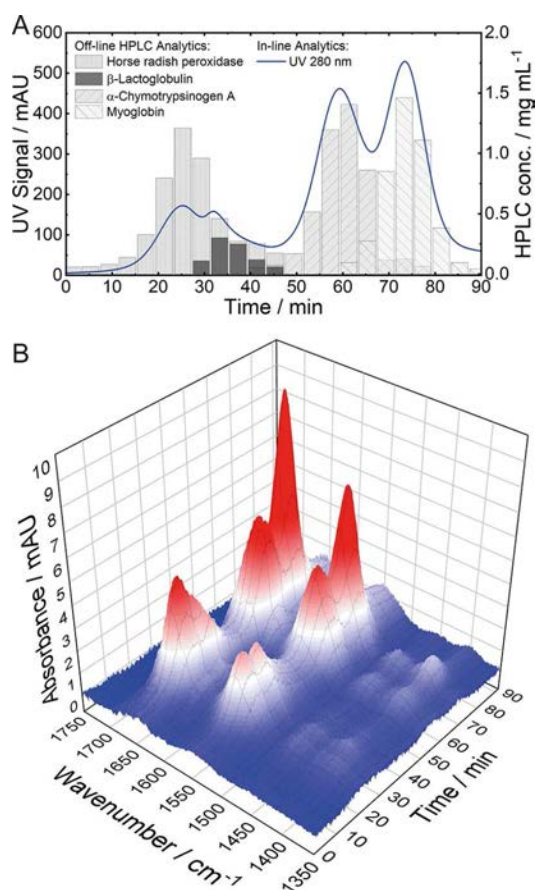 A
Off-line HPLC Analytics:
Horse radish peroxidase
β-Lactoglobulin
α-Chymotrypsinogen A
Myoglobin
In-line Analytics:
UV 280 nm
UV Signal / mAU
600
500
400
300
200
100
0
HPLC conc. / mg mL⁻¹
2.0
1.5
1.0
0.5
0.0
0 10 20 30 40 50 60 70 80 90
Time / min
B
Absorbance / mAU
10
9
8
7
6
5
4
3
2
1
0
1750
1700
1650
1600
1550
1500
1450
1400
1350
Wavenumber / cm⁻¹
0
10
20
30
40
50
60
70
80
90
Time / min